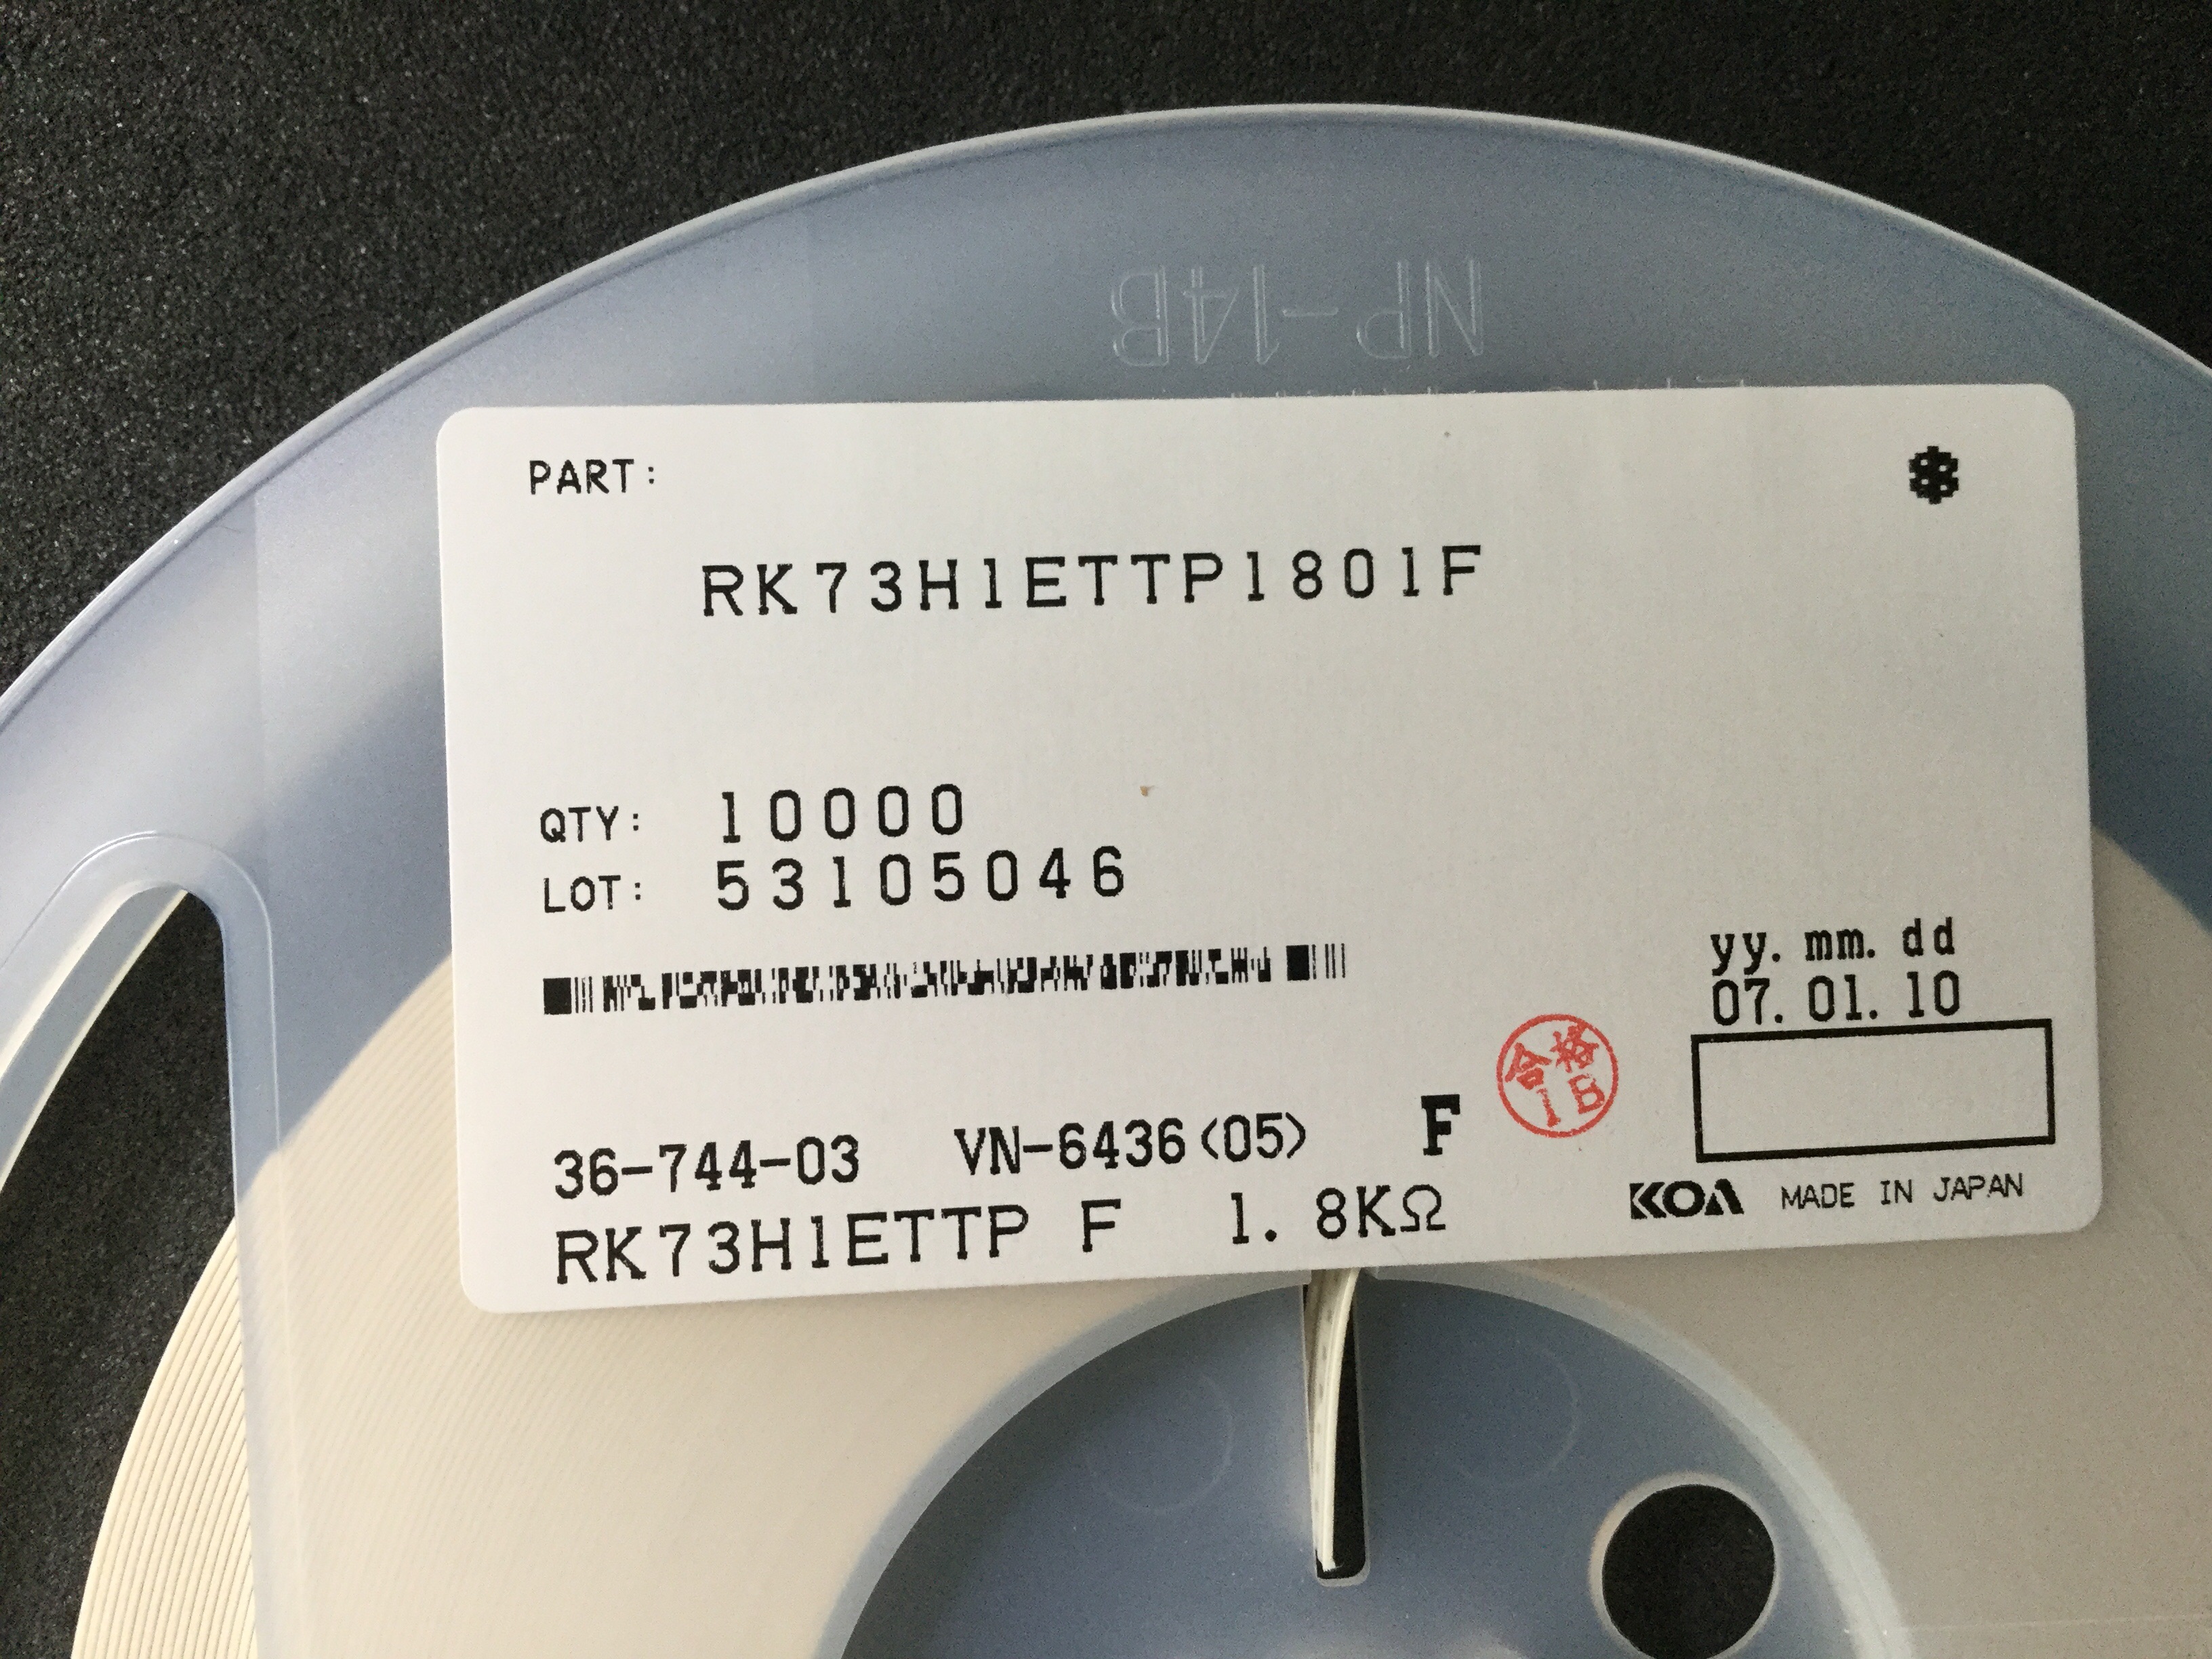 NP-14B
PART:
✽
RK73H1ETTP1801F
QTY: 10000
LOT: 53105046
yy. mm. dd
07. 01. 10
合格
IB
36-744-03 VN-6436(05) F
RK73H1ETTP F 1. 8KΩ
KOA MADE IN JAPAN